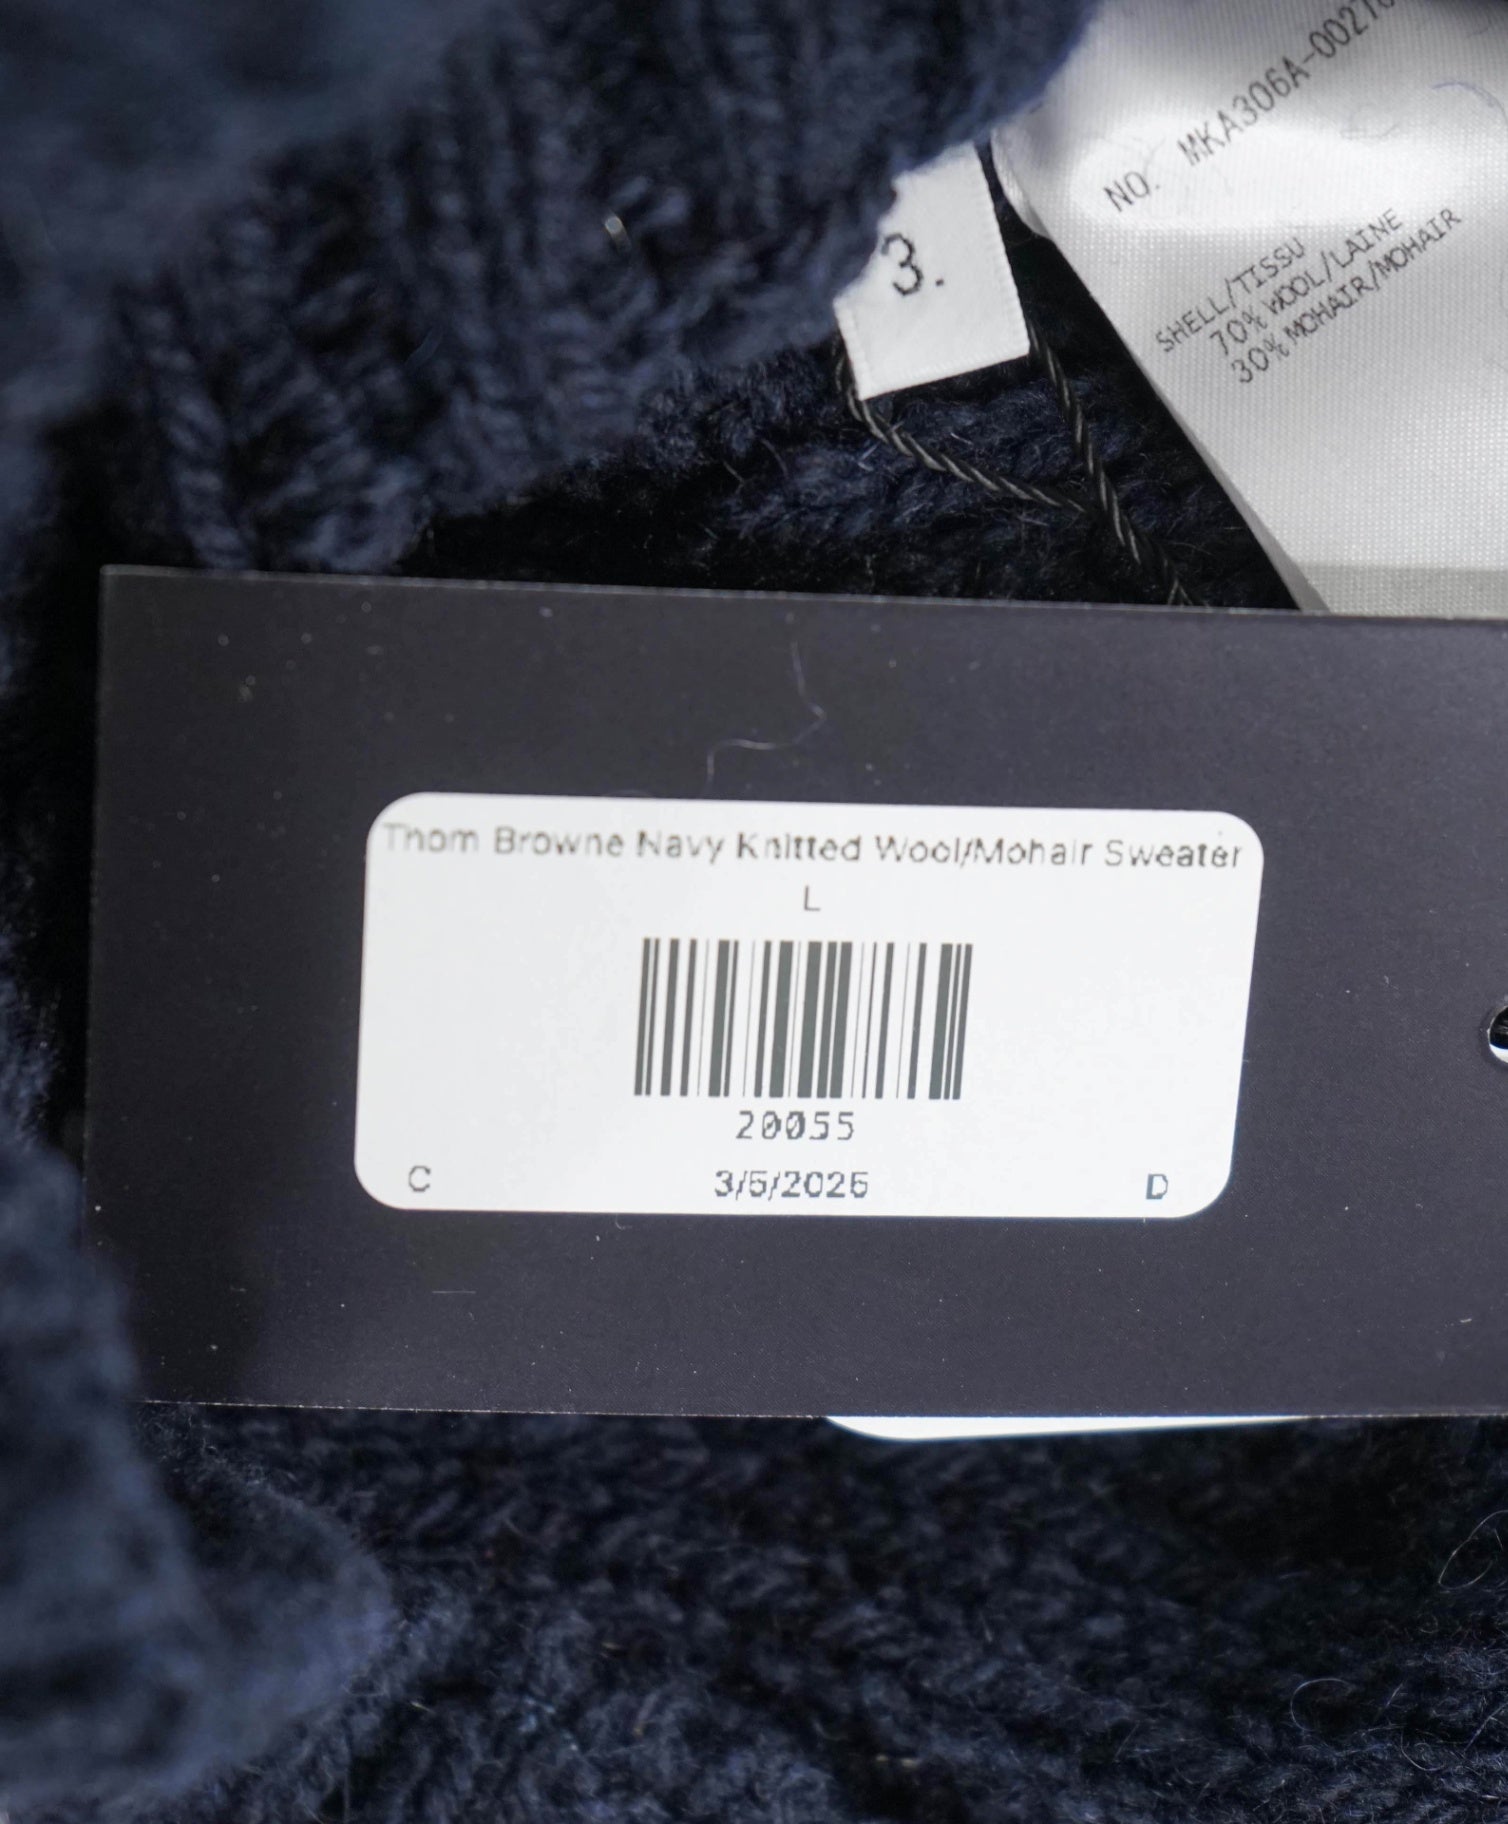 NO. MKA306A-0027
SHELL/TISSU
70% WOOL/LAINE
30% MOHAIR/MOHAIR
3.
Thom Browne Navy Knitted Wool/Mohair Sweater
L
20055
C 3/5/2025 D